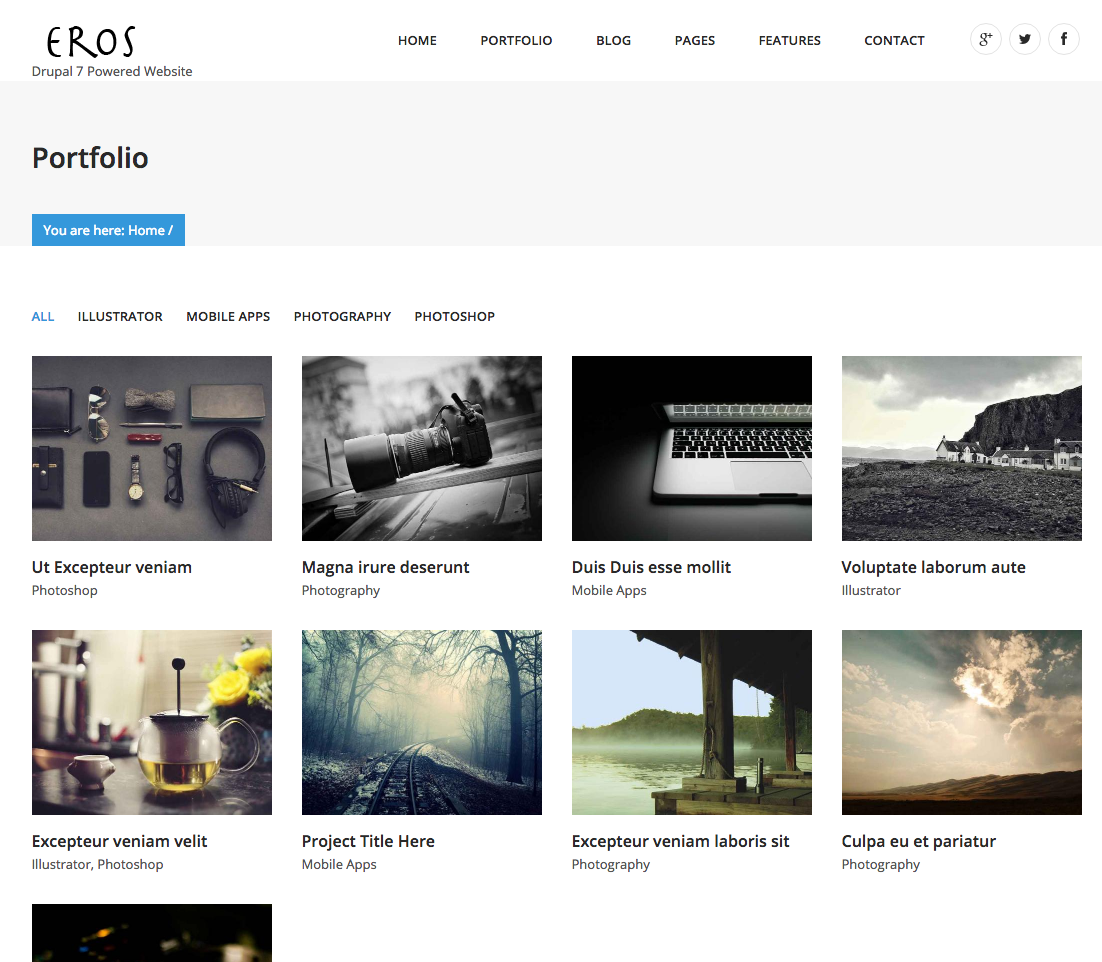 EROS
Drupal 7 Powered Website
HOME PORTFOLIO BLOG PAGES FEATURES CONTACT
g+ f
Portfolio
You are here: Home /
ALL ILLUSTRATOR MOBILE APPS PHOTOGRAPHY PHOTOSHOP
Ut Excepteur veniam
Photoshop
Magna irure deserunt
Photography
Duis Duis esse mollit
Mobile Apps
Voluptate laborum aute
Illustrator
Excepteur veniam velit
Illustrator, Photoshop
Project Title Here
Mobile Apps
Excepteur veniam laboris sit
Photography
Culpa eu et pariatur
Photography